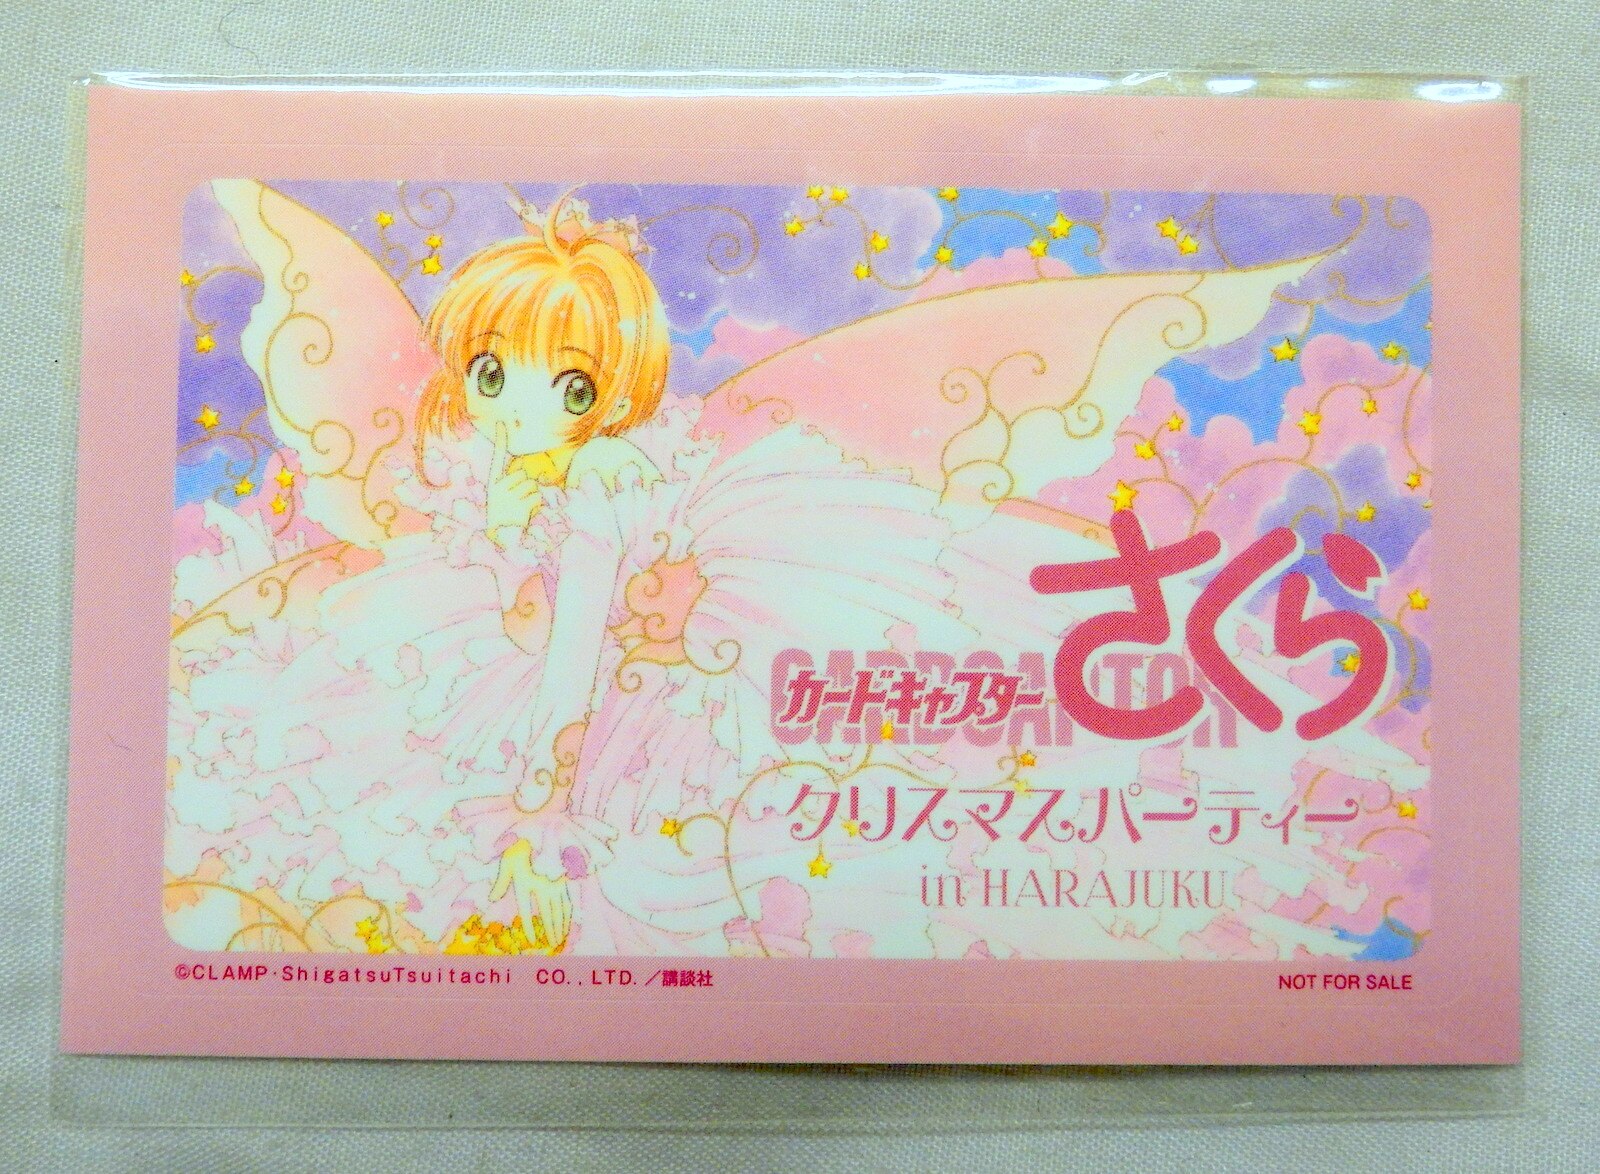 CARDCAPTOR
カードキャプターさくら
クリスマスパーティー
in HARAJUKU
©CLAMP・ShigatsuTsuitachi CO.,LTD.／講談社
NOT FOR SALE